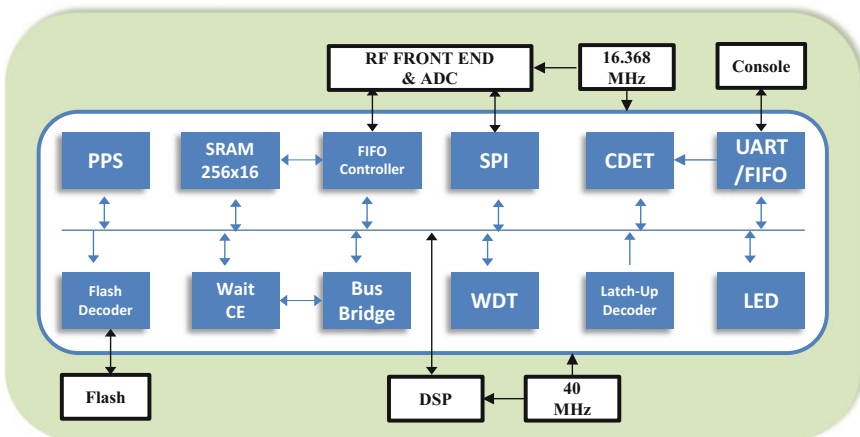 RF FRONT END
& ADC
16.368
MHz
Console
PPS
SRAM
256x16
FIFO
Controller
SPI
CDET
UART
/FIFO
Flash
Decoder
Wait
CE
Bus
Bridge
WDT
Latch-Up
Decoder
LED
Flash
DSP
40
MHz